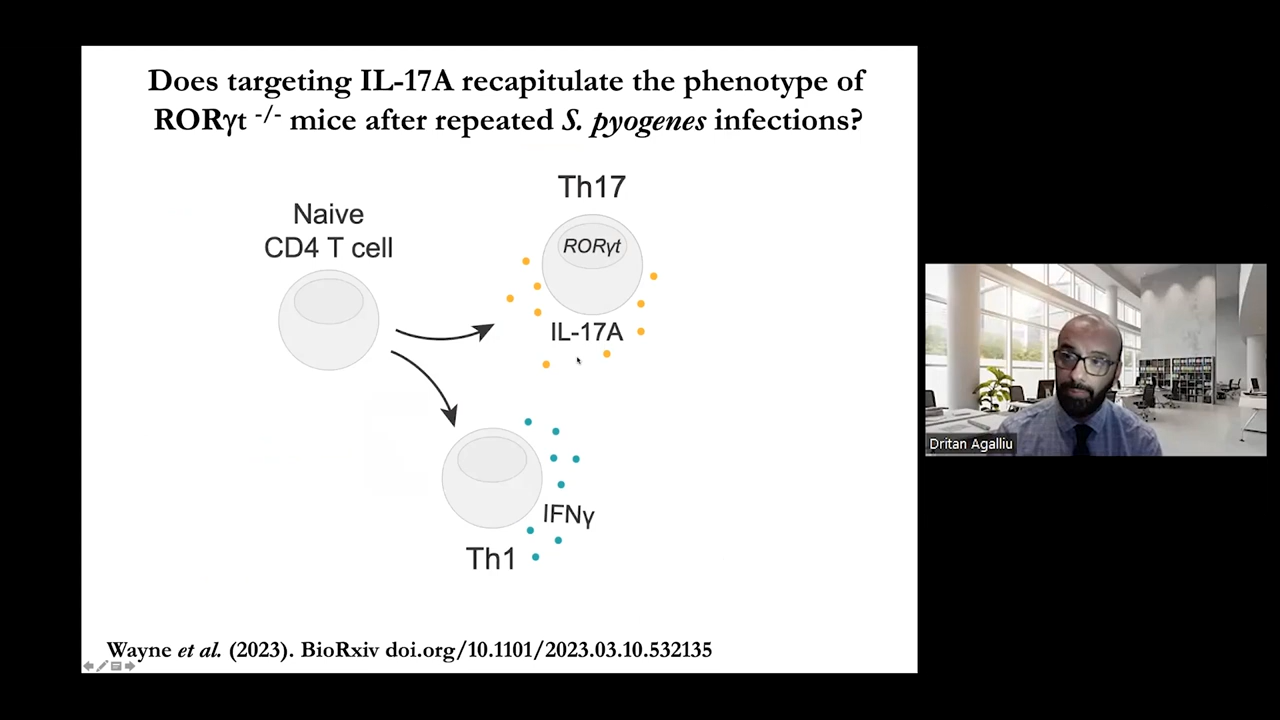 Does targeting IL-17A recapitulate the phenotype of
RORγt -/- mice after repeated S. pyogenes infections?
Th17
Naive
CD4 T cell
RORγt
IL-17A
IFNγ
Th1
Wayne et al. (2023). BioRxiv doi.org/10.1101/2023.03.10.532135
Dritan Agalliu